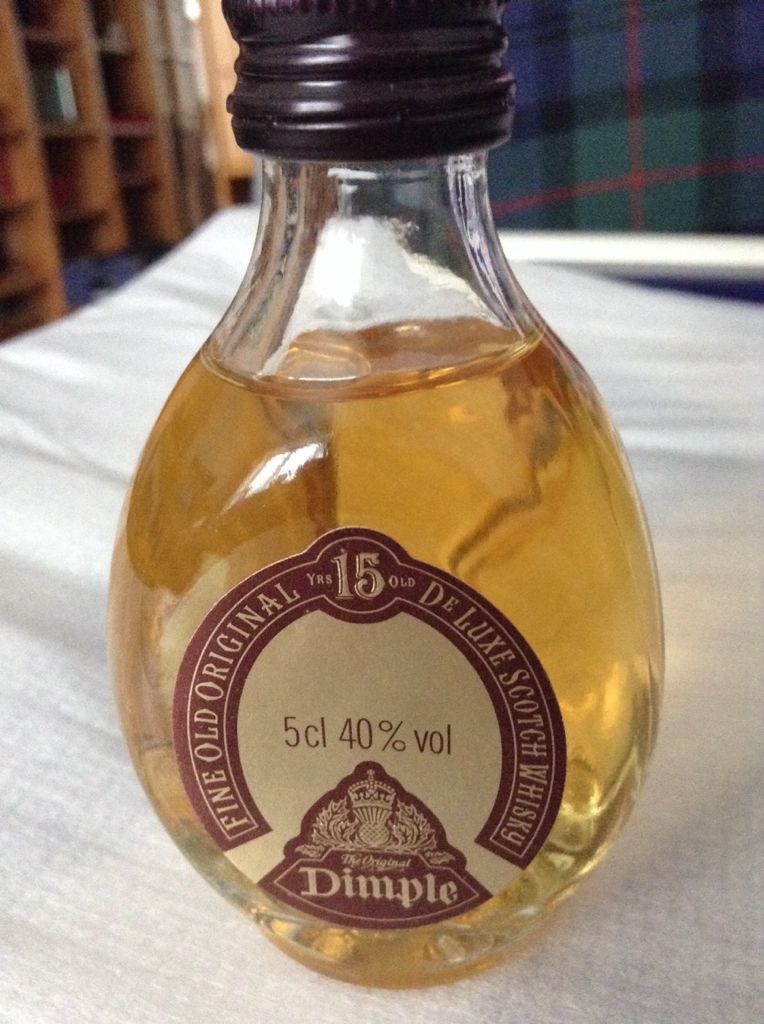 YRS 15 OLD
FINE OLD ORIGINAL DE LUXE SCOTCH WHISKY
5cl 40% vol
The Original
Dimple